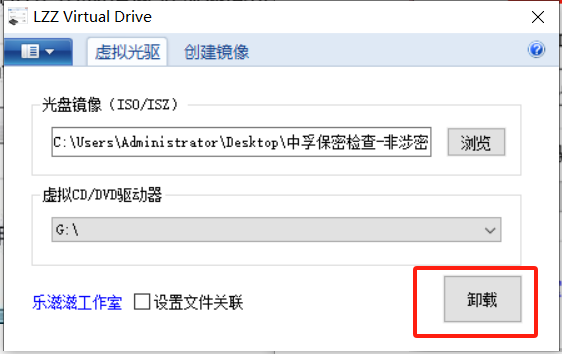 LZZ Virtual Drive
虚拟光驱 创建镜像
光盘镜像（ISO/ISZ）
C:\Users\Administrator\Desktop\中孚保密检查-非涉密 浏览
虚拟CD/DVD驱动器
G:\
乐滋滋工作室 设置文件关联 卸载